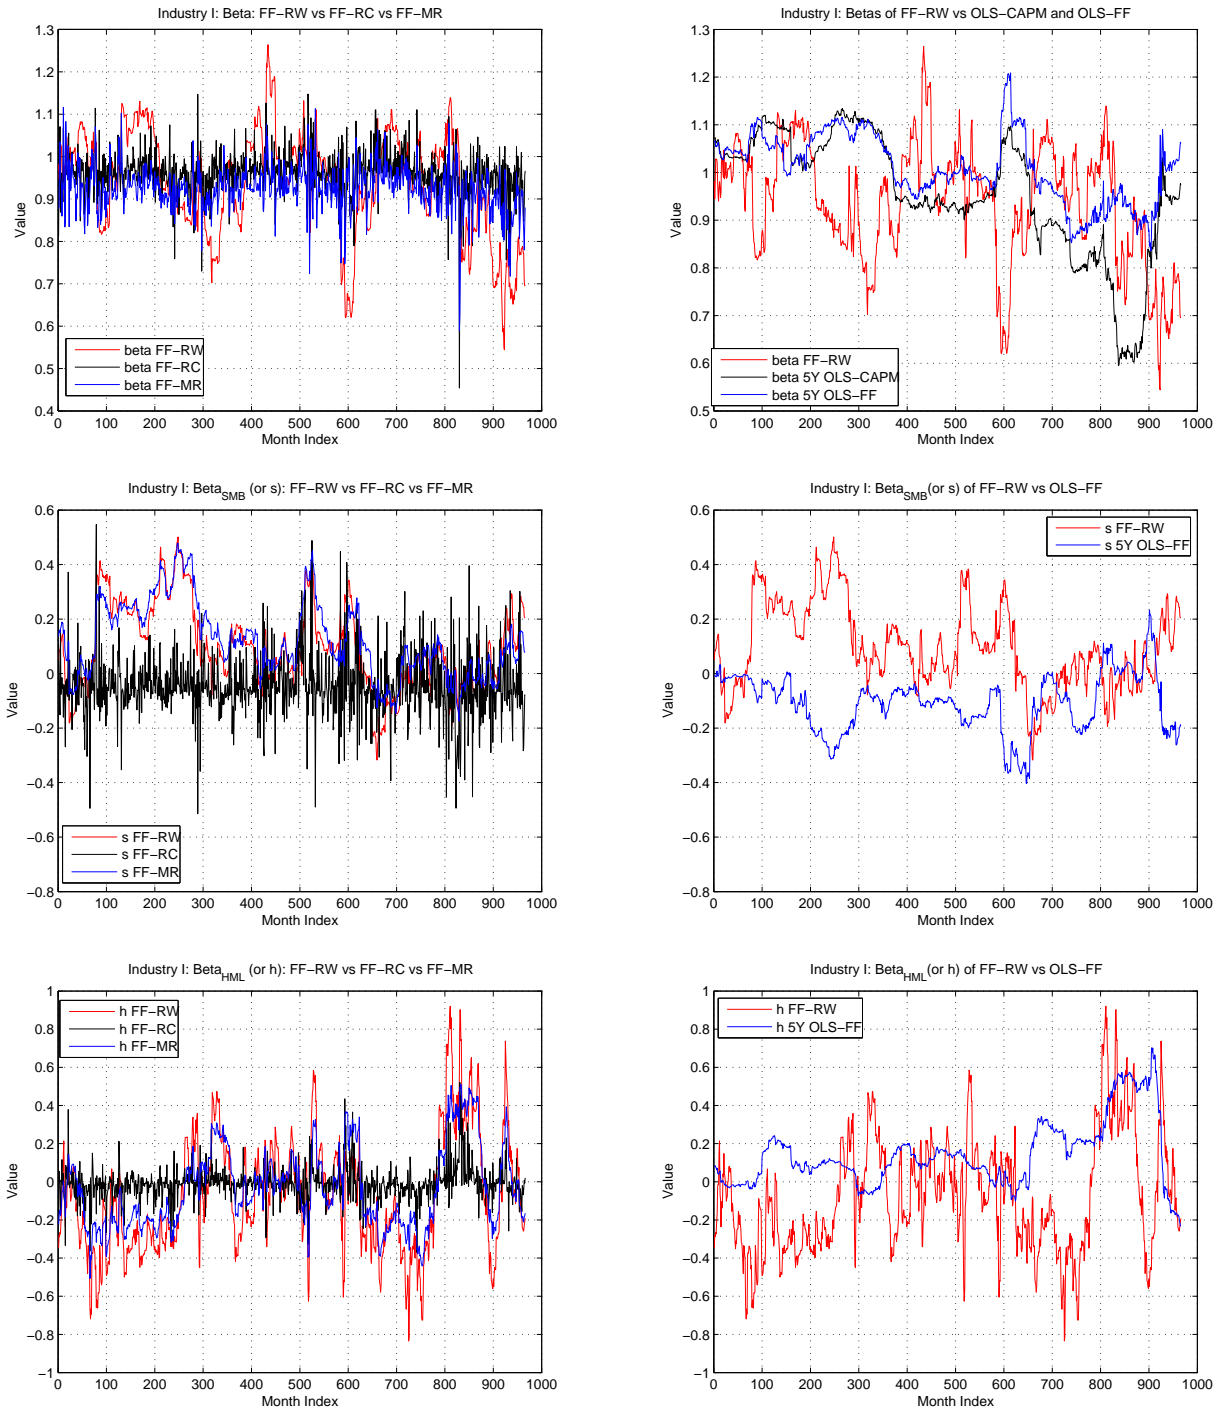 Industry I: Beta: FF−RW vs FF−RC vs FF−MR
1.3
1.2
1.1
1
0.9
0.8
0.7
0.6
0.5
0.4
Value
beta FF−RW
beta FF−RC
beta FF−MR
0 100 200 300 400 500 600 700 800 900 1000
Month Index
Industry I: Betas of FF−RW vs OLS−CAPM and OLS−FF
1.3
1.2
1.1
1
0.9
0.8
0.7
0.6
0.5
Value
beta FF−RW
beta 5Y OLS−CAPM
beta 5Y OLS−FF
0 100 200 300 400 500 600 700 800 900 1000
Month Index
Industry I: Beta_SMB (or s): FF−RW vs FF−RC vs FF−MR
0.6
0.4
0.2
0
−0.2
−0.4
−0.6
−0.8
Value
s FF−RW
s FF−RC
s FF−MR
0 100 200 300 400 500 600 700 800 900 1000
Month Index
Industry I: Beta_SMB(or s) of FF−RW vs OLS−FF
0.6
0.4
0.2
0
−0.2
−0.4
−0.6
−0.8
Value
s FF−RW
s 5Y OLS−FF
0 100 200 300 400 500 600 700 800 900 1000
Month Index
Industry I: Beta_HML (or h): FF−RW vs FF−RC vs FF−MR
1
0.8
0.6
0.4
0.2
0
−0.2
−0.4
−0.6
−0.8
−1
Value
h FF−RW
h FF−RC
h FF−MR
0 100 200 300 400 500 600 700 800 900 1000
Month Index
Industry I: Beta_HML(or h) of FF−RW vs OLS−FF
1
0.8
0.6
0.4
0.2
0
−0.2
−0.4
−0.6
−0.8
−1
Value
h FF−RW
h 5Y OLS−FF
0 100 200 300 400 500 600 700 800 900 1000
Month Index